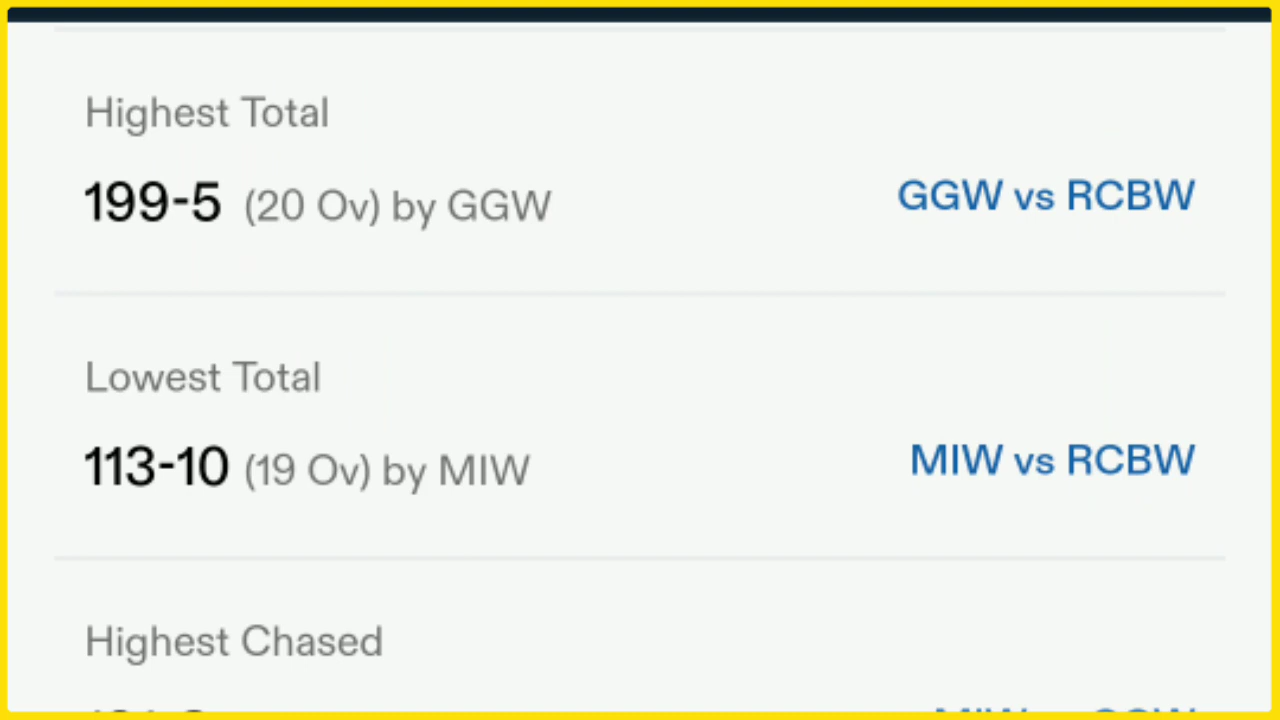 Highest Total
199-5 (20 Ov) by GGW GGW vs RCBW
Lowest Total
113-10 (19 Ov) by MIW MIW vs RCBW
Highest Chased